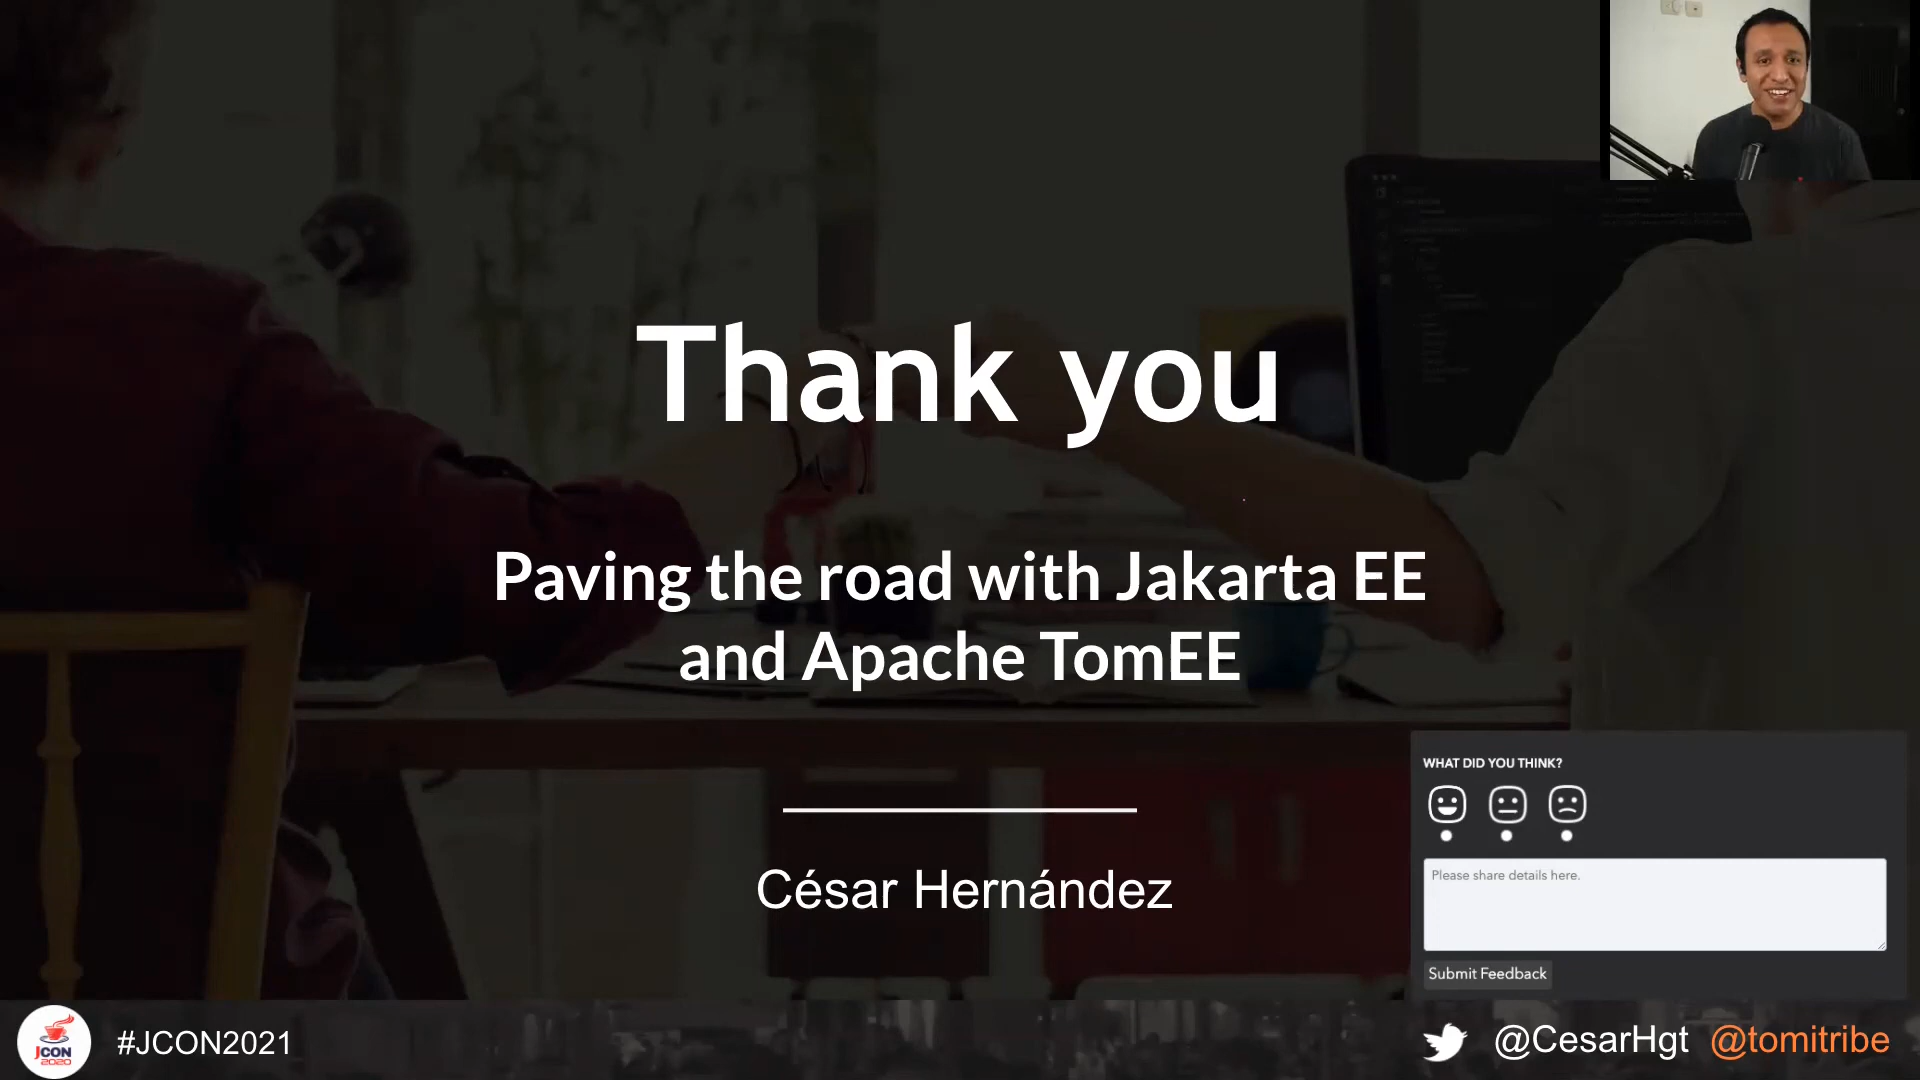 Thank you
Paving the road with Jakarta EE
and Apache TomEE
César Hernández
WHAT DID YOU THINK?
Please share details here.
Submit Feedback
JCON
2020
#JCON2021
@CesarHgt @tomitribe